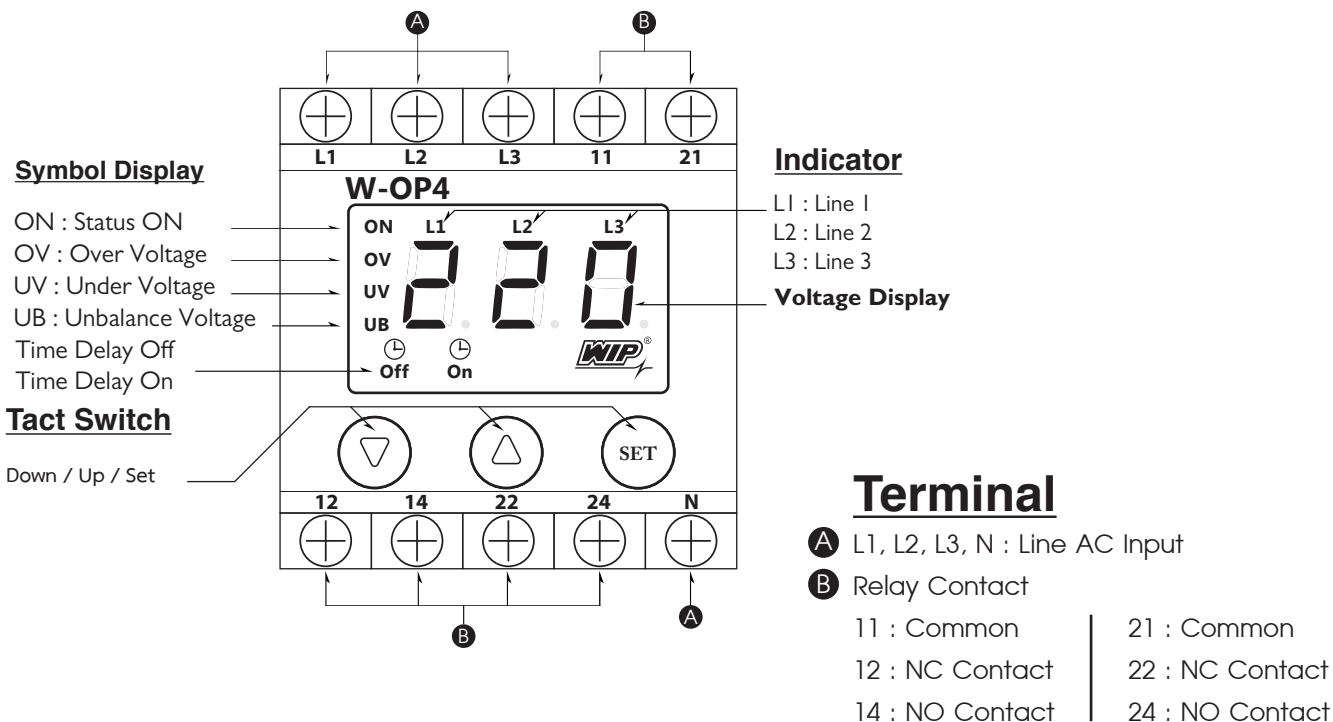 A B
L1 L2 L3 11 21
Symbol Display
ON : Status ON
OV : Over Voltage
UV : Under Voltage
UB : Unbalance Voltage
Time Delay Off
Time Delay On
Tact Switch
Down / Up / Set
W-OP4
ON L1 L2 L3
OV
UV
UB
220
Off On
WIP®
SET
12 14 22 24 N
B A
Indicator
L1 : Line 1
L2 : Line 2
L3 : Line 3
Voltage Display
Terminal
A L1, L2, L3, N : Line AC Input
B Relay Contact
11 : Common 21 : Common
12 : NC Contact 22 : NC Contact
14 : NO Contact 24 : NO Contact